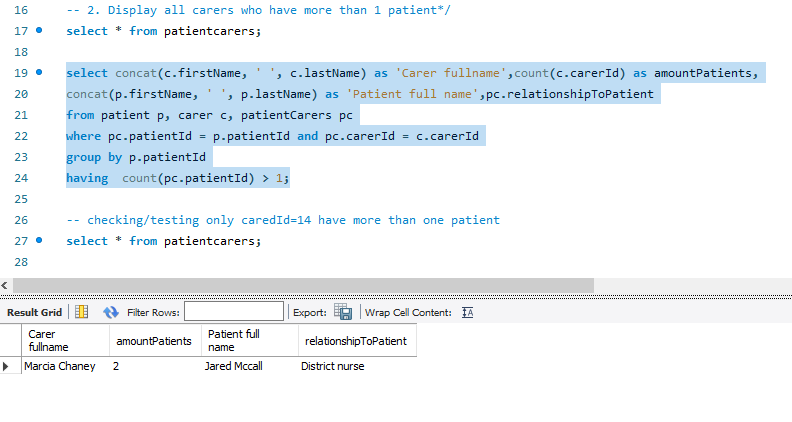 16 -- 2. Display all carers who have more than 1 patient*/
17 select * from patientcarers;
18
19 select concat(c.firstName, ' ', c.lastName) as 'Carer fullname',count(c.carerId) as amountPatients,
20 concat(p.firstName, ' ', p.lastName) as 'Patient full name',pc.relationshipToPatient
21 from patient p, carer c, patientCarers pc
22 where pc.patientId = p.patientId and pc.carerId = c.carerId
23 group by p.patientId
24 having  count(pc.patientId) > 1;
25
26 -- checking/testing only caredId=14 have more than one patient
27 select * from patientcarers;
28
Result Grid Filter Rows: Export: Wrap Cell Content:
Carer fullname amountPatients Patient full name relationshipToPatient
Marcia Chaney 2 Jared Mccall District nurse